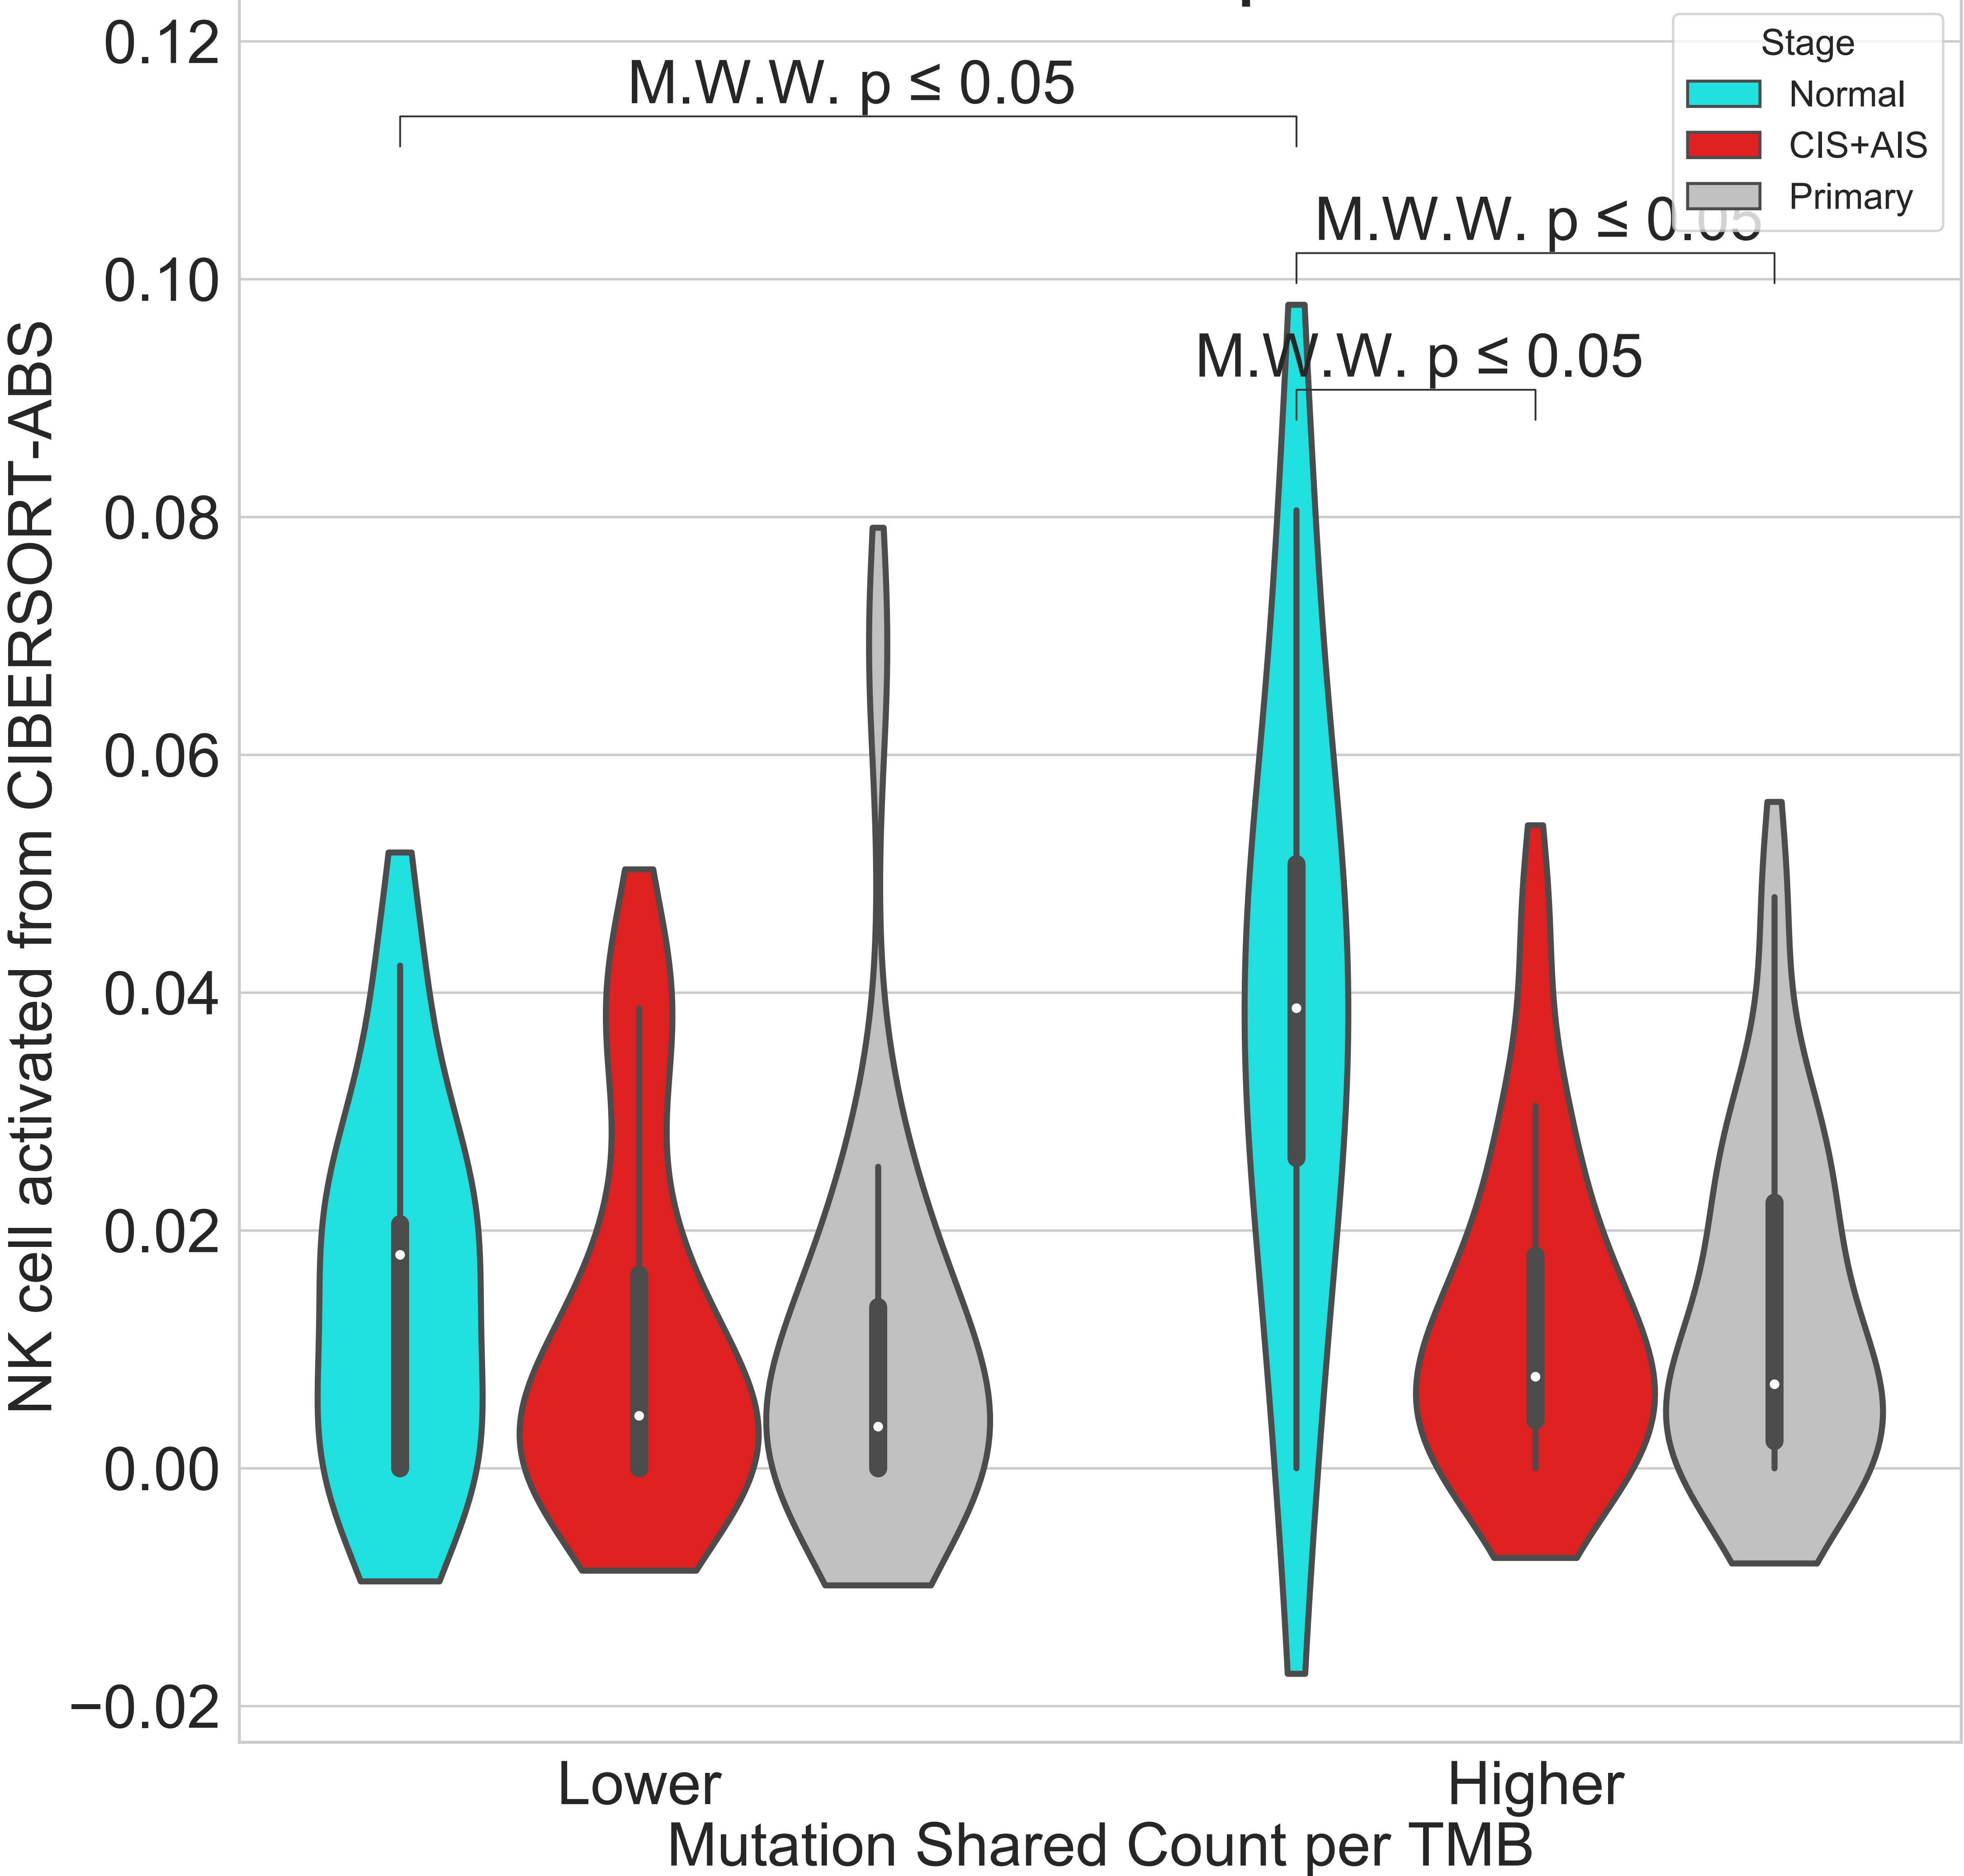 0.12
0.10
0.08
0.06
0.04
0.02
0.00
−0.02
NK cell activated from CIBERSORT-ABS
M.W.W. p ≤ 0.05
M.W.W. p ≤ 0.05
M.W.W. p ≤ 0.05
Stage
Normal
CIS+AIS
Primary
Lower
Higher
Mutation Shared Count per TMB